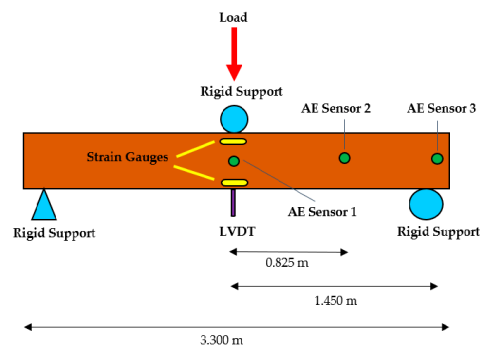 Load
Rigid Support
AE Sensor 2
AE Sensor 3
Strain Gauges
AE Sensor 1
Rigid Support
LVDT
Rigid Support
0.825 m
1.450 m
3.300 m